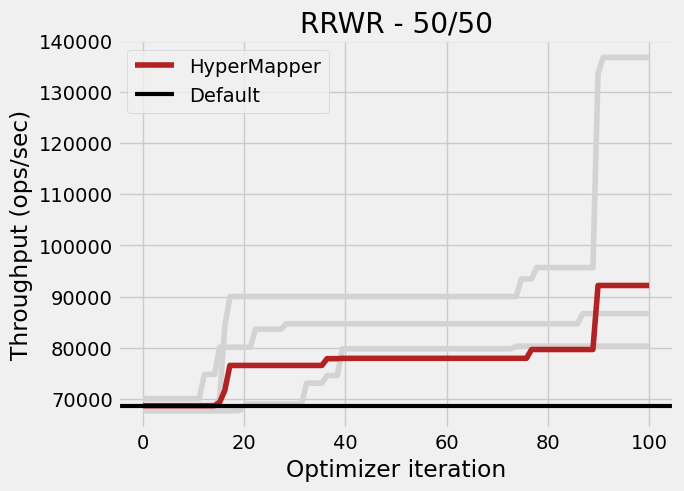 RRWR - 50/50
HyperMapper
Default
Throughput (ops/sec)
140000
130000
120000
110000
100000
90000
80000
70000
0 20 40 60 80 100
Optimizer iteration